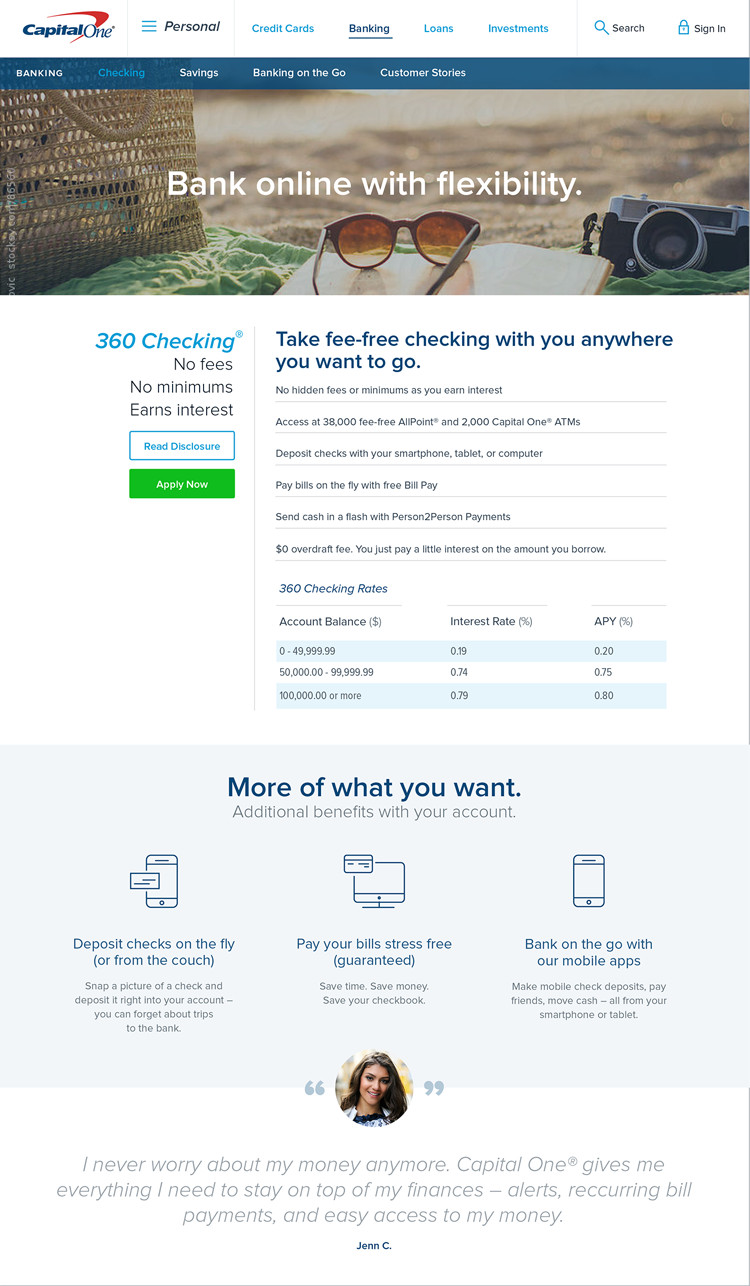 CapitalOne®
Personal
Credit Cards
Banking
Loans
Investments
Search
Sign In
BANKING
Checking
Savings
Banking on the Go
Customer Stories
Bank online with flexibility.
360 Checking®
No fees
No minimums
Earns interest
Read Disclosure
Apply Now
Take fee-free checking with you anywhere
you want to go.
No hidden fees or minimums as you earn interest
Access at 38,000 fee-free AllPoint® and 2,000 Capital One® ATMs
Deposit checks with your smartphone, tablet, or computer
Pay bills on the fly with free Bill Pay
Send cash in a flash with Person2Person Payments
$0 overdraft fee. You just pay a little interest on the amount you borrow.
360 Checking Rates
Account Balance ($) Interest Rate (%) APY (%)
0 - 49,999.99 0.19 0.20
50,000.00 - 99,999.99 0.74 0.75
100,000.00 or more 0.79 0.80
More of what you want.
Additional benefits with your account.
Deposit checks on the fly
(or from the couch)
Snap a picture of a check and
deposit it right into your account –
you can forget about trips
to the bank.
Pay your bills stress free
(guaranteed)
Save time. Save money.
Save your checkbook.
Bank on the go with
our mobile apps
Make mobile check deposits, pay
friends, move cash – all from your
smartphone or tablet.
“ ”
I never worry about my money anymore. Capital One® gives me
everything I need to stay on top of my finances – alerts, reccurring bill
payments, and easy access to my money.
Jenn C.